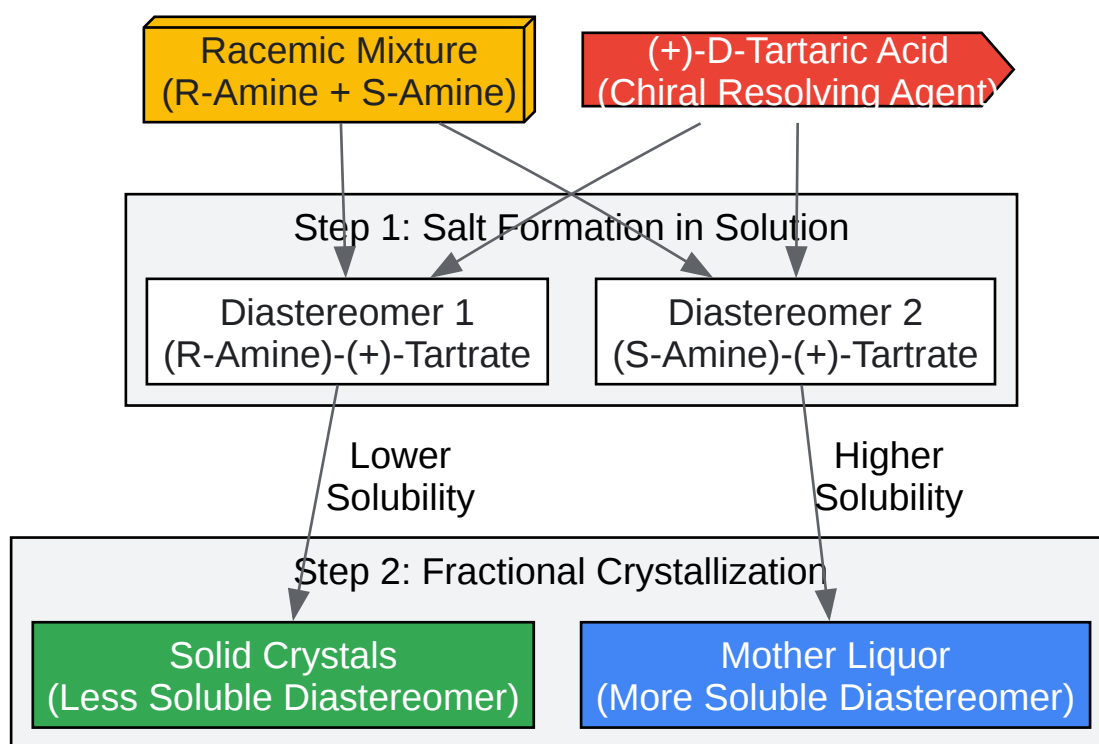 Racemic Mixture
(R-Amine + S-Amine)
(+)-D-Tartaric Acid
(Chiral Resolving Agent)
Step 1: Salt Formation in Solution
Diastereomer 1
(R-Amine)-(+)-Tartrate
Diastereomer 2
(S-Amine)-(+)-Tartrate
Lower
Solubility
Higher
Solubility
Step 2: Fractional Crystallization
Solid Crystals
(Less Soluble Diastereomer)
Mother Liquor
(More Soluble Diastereomer)